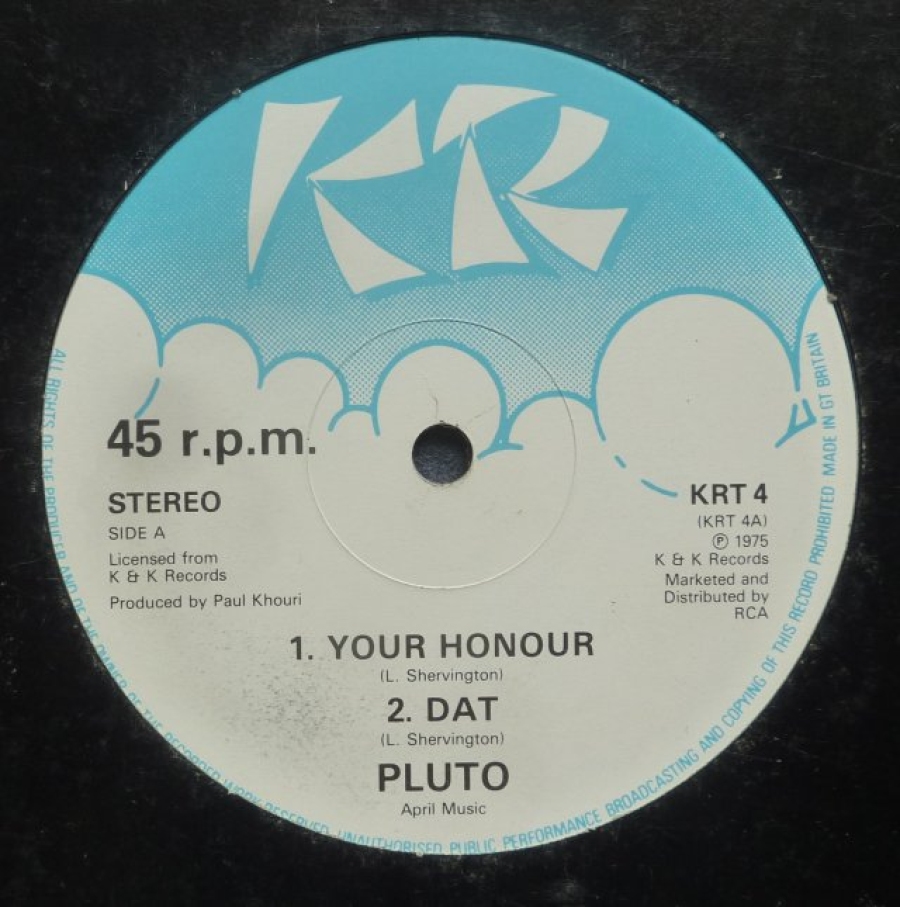 KR
45 r.p.m.
STEREO
SIDE A
Licensed from
K & K Records
Produced by Paul Khouri
KRT 4
(KRT 4A)
℗ 1975
K & K Records
Marketed and
Distributed by
RCA
1. YOUR HONOUR
(L. Shervington)
2. DAT
(L. Shervington)
PLUTO
April Music
ALL RIGHTS OF THE PRODUCER AND OF THE OWNER OF THE RECORDED WORK RESERVED. UNAUTHORISED PUBLIC PERFORMANCE BROADCASTING AND COPYING OF THIS RECORD PROHIBITED MADE IN GT BRITAIN